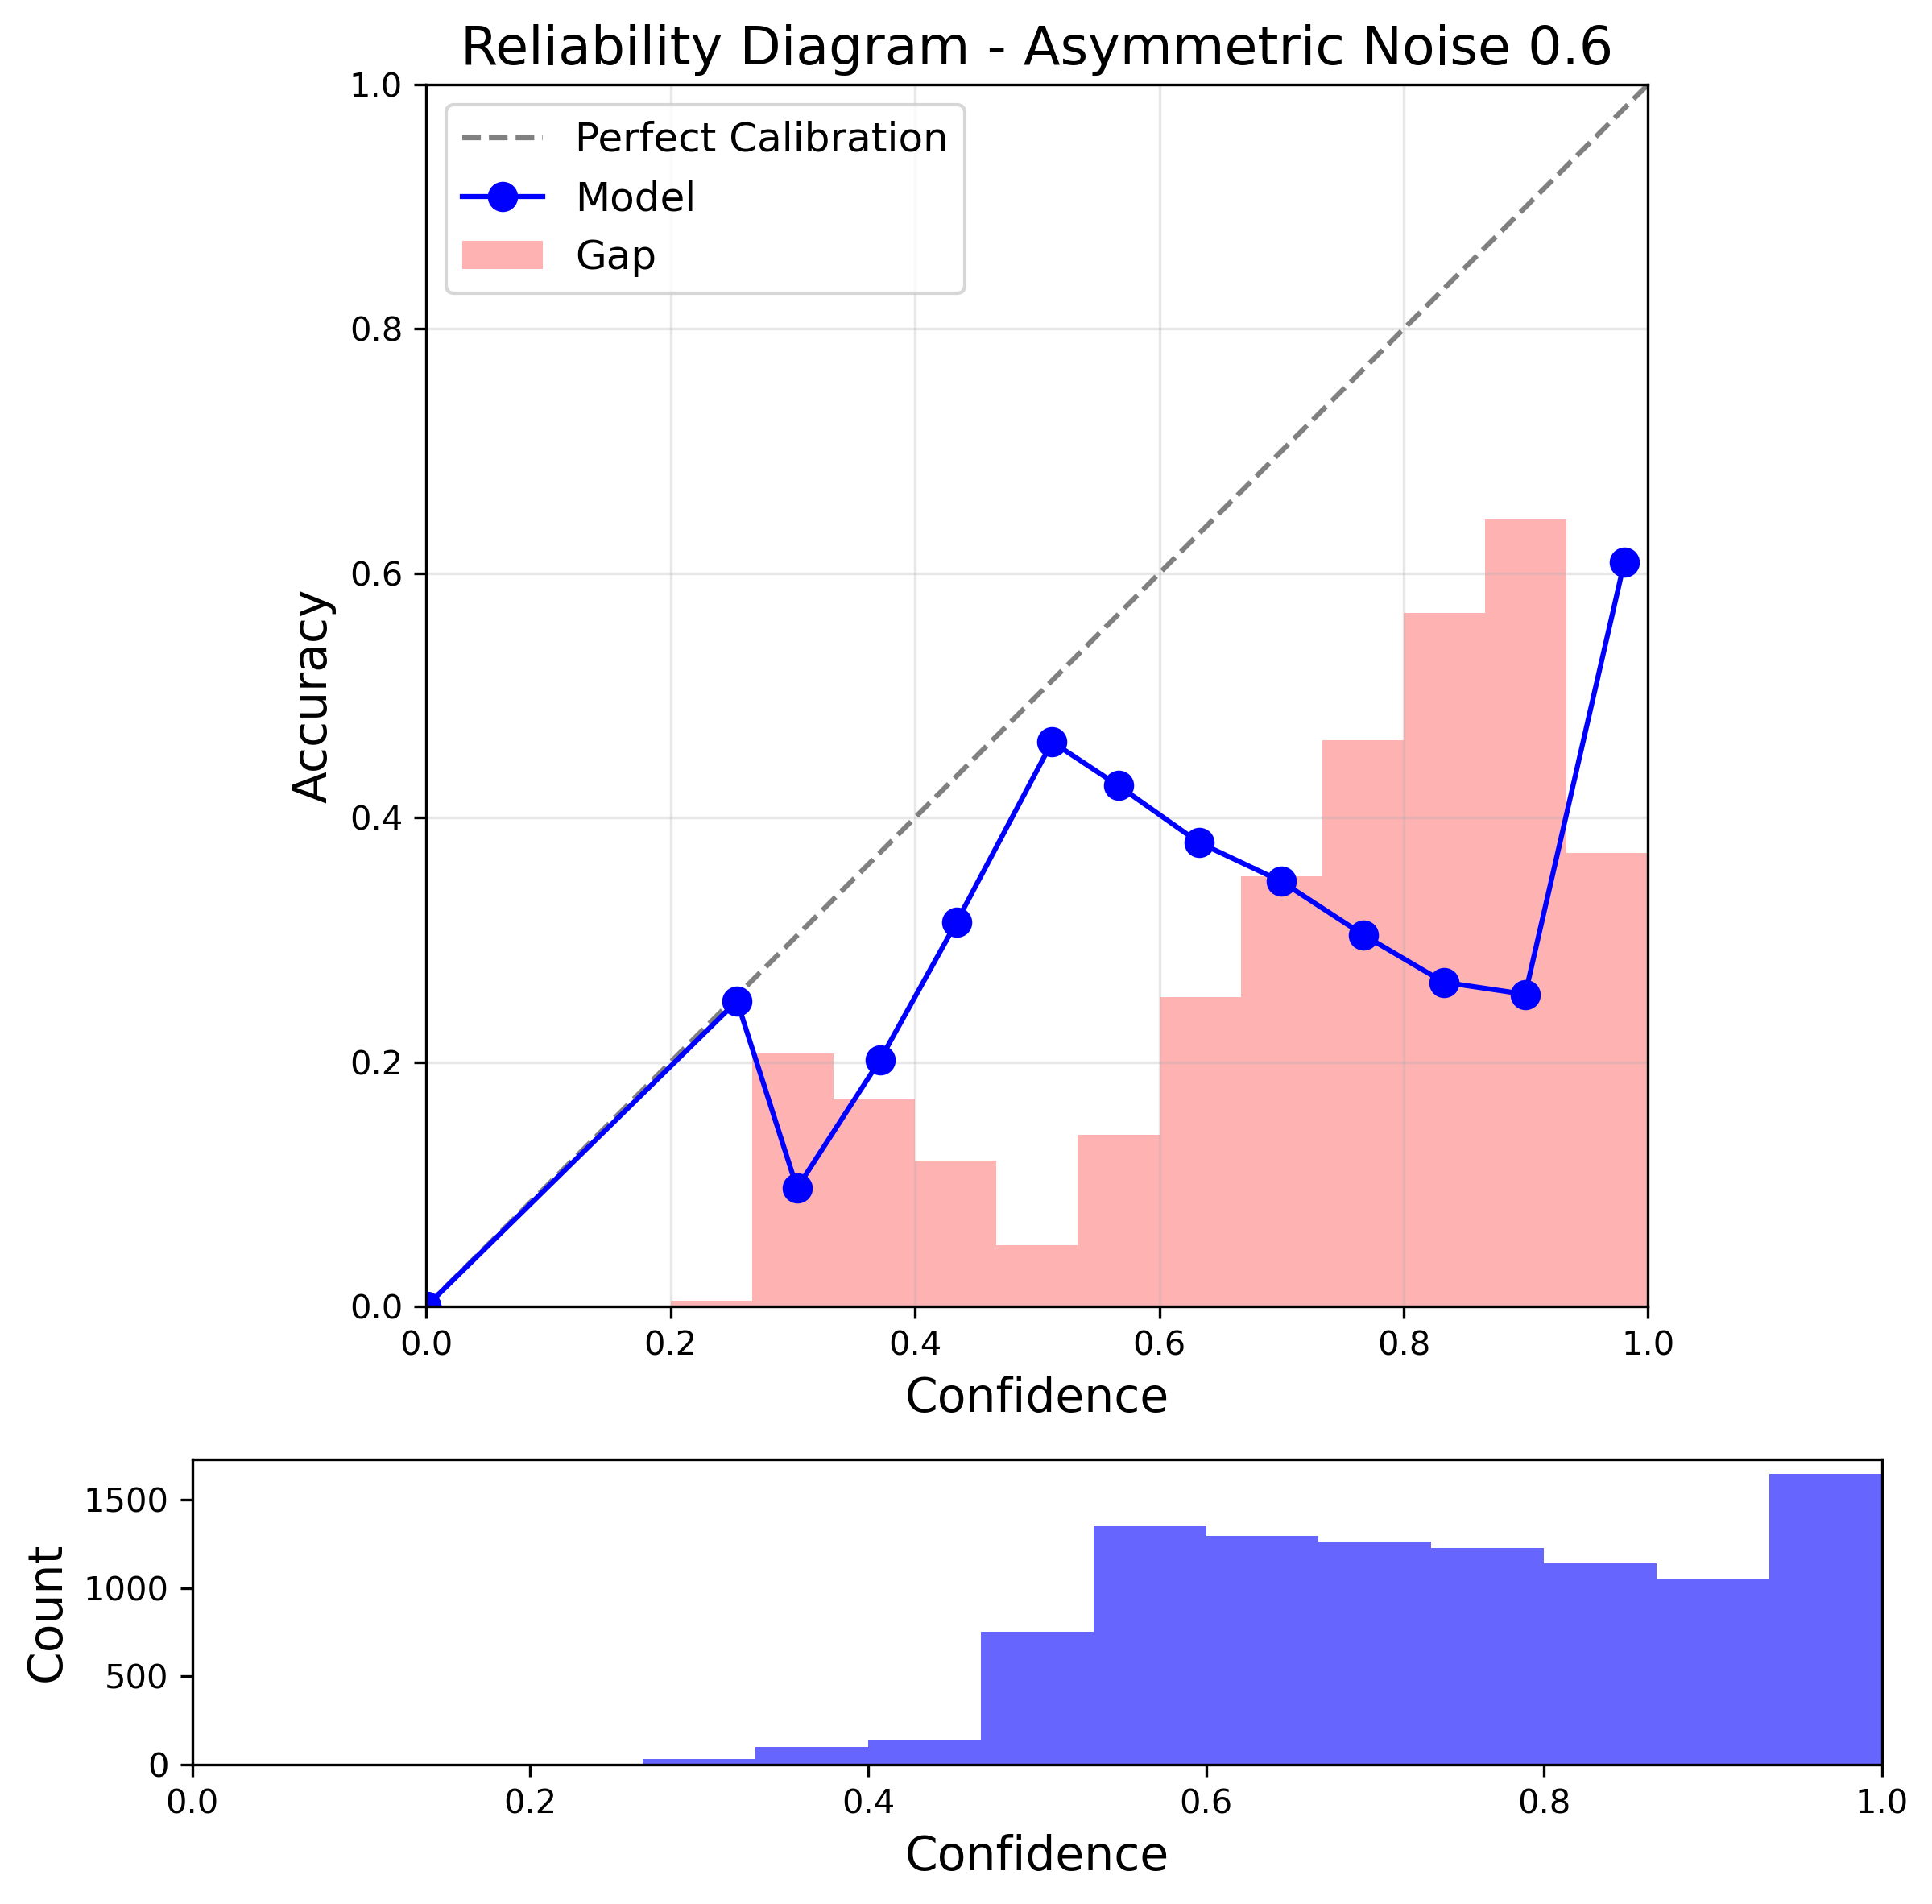 Reliability Diagram - Asymmetric Noise 0.6
1.0
0.8
0.6
0.4
0.2
0.0
Accuracy
Perfect Calibration
Model
Gap
0.0 0.2 0.4 0.6 0.8 1.0
Confidence
1500
1000
500
0
Count
0.0 0.2 0.4 0.6 0.8 1.0
Confidence